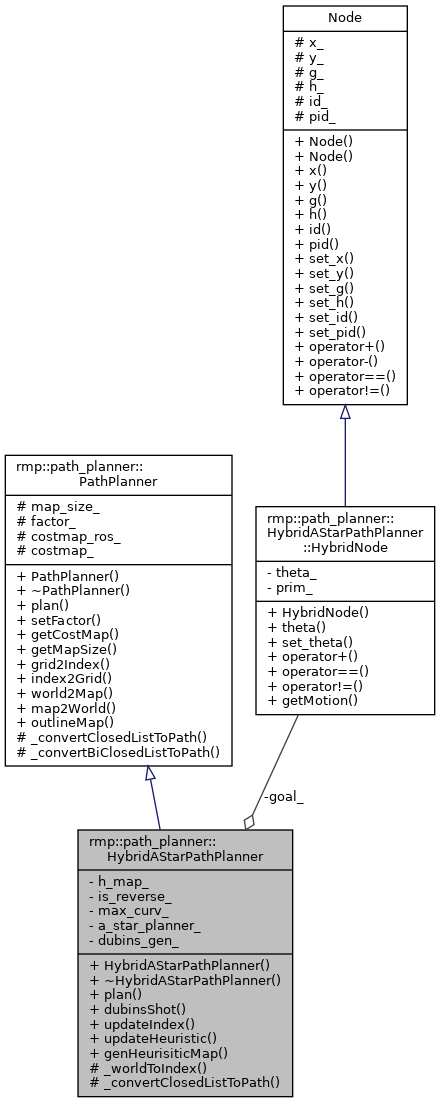 Node
# x_
# y_
# g_
# h_
# id_
# pid_
+ Node()
+ Node()
+ x()
+ y()
+ g()
+ h()
+ id()
+ pid()
+ set_x()
+ set_y()
+ set_g()
+ set_h()
+ set_id()
+ set_pid()
+ operator+()
+ operator-()
+ operator==()
+ operator!=()
rmp::path_planner::
PathPlanner
# map_size_
# factor_
# costmap_ros_
# costmap_
+ PathPlanner()
+ ~PathPlanner()
+ plan()
+ setFactor()
+ getCostMap()
+ getMapSize()
+ grid2Index()
+ index2Grid()
+ world2Map()
+ map2World()
+ outlineMap()
# _convertClosedListToPath()
# _convertBiClosedListToPath()
rmp::path_planner::
HybridAStarPathPlanner
::HybridNode
- theta_
- prim_
+ HybridNode()
+ theta()
+ set_theta()
+ operator+()
+ operator==()
+ operator!=()
+ getMotion()
-goal_
rmp::path_planner::
HybridAStarPathPlanner
- h_map_
- is_reverse_
- max_curv_
- a_star_planner_
- dubins_gen_
+ HybridAStarPathPlanner()
+ ~HybridAStarPathPlanner()
+ plan()
+ dubinsShot()
+ updateIndex()
+ updateHeuristic()
+ genHeurisiticMap()
# _worldToIndex()
# _convertClosedListToPath()